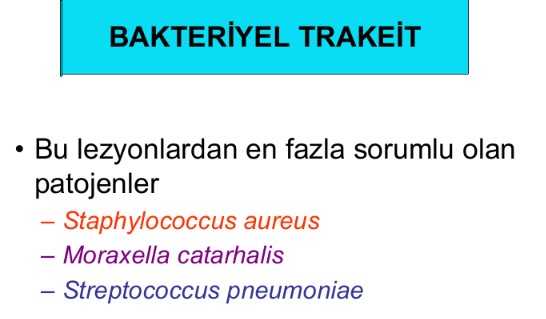 BAKTERİYEL TRAKEİT
• Bu lezyonlardan en fazla sorumlu olan
patojenler
– Staphylococcus aureus
– Moraxella catarhalis
– Streptococcus pneumoniae